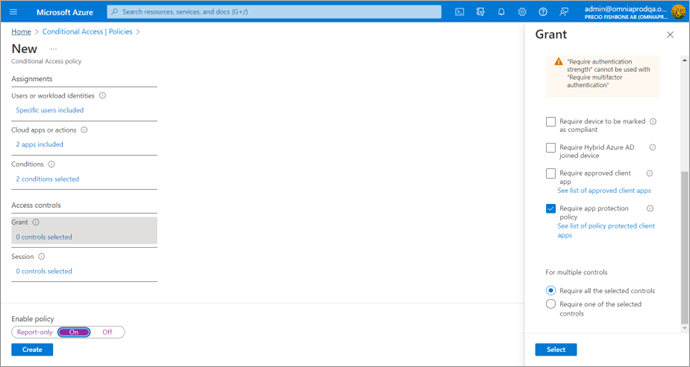 Microsoft Azure
Search resources, services, and docs (G+/)
admin@omniaprodqa.o...
PRECIO FISHBONE AB (OMNIAPR...
Home > Conditional Access | Policies >
New ...
Conditional Access policy
Assignments
Users or workload identities
Specific users included
Cloud apps or actions
2 apps included
Conditions
2 conditions selected
Access controls
Grant
0 controls selected
Session
0 controls selected
Enable policy
Report-only On Off
Create
Grant
"Require authentication
strength" cannot be used with
"Require multifactor
authentication"
Require device to be marked
as compliant
Require Hybrid Azure AD
joined device
Require approved client
app
See list of approved client apps
Require app protection
policy
See list of policy protected client
apps
For multiple controls
Require all the selected controls
Require one of the selected
controls
Select